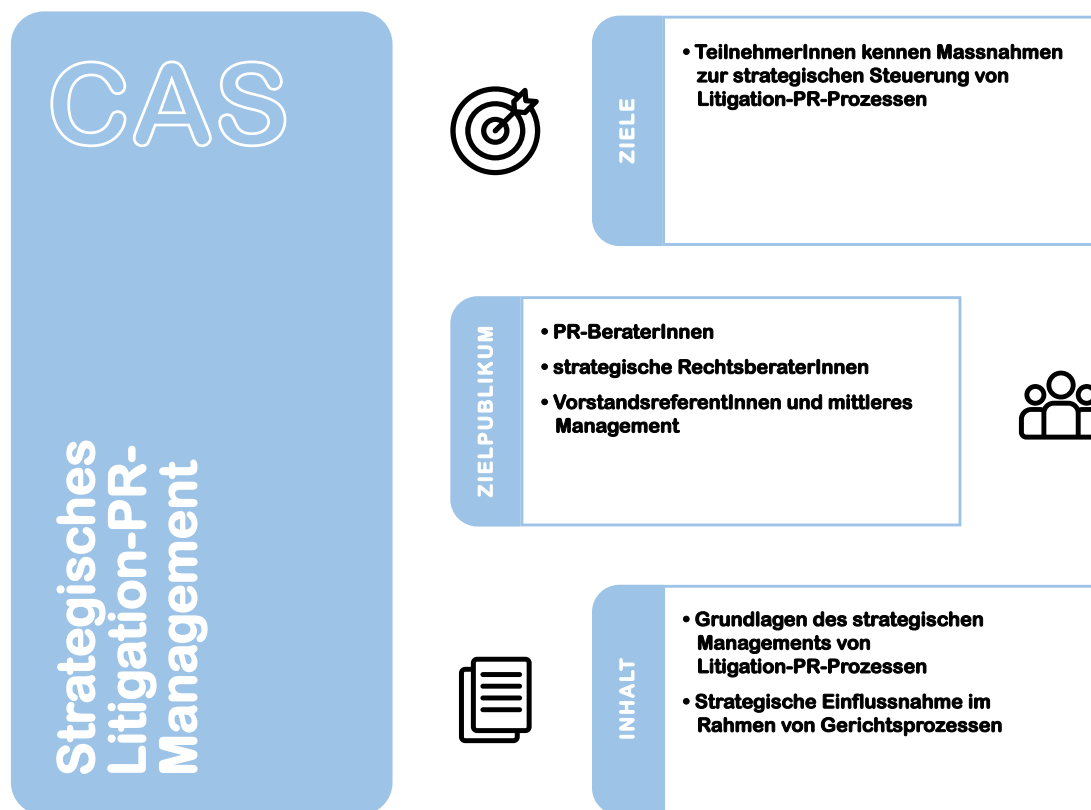 CAS
Strategisches
Litigation-PR-
Management
ZIELE
• TeilnehmerInnen kennen Massnahmen
zur strategischen Steuerung von
Litigation-PR-Prozessen
ZIELPUBLIKUM
• PR-BeraterInnen
• strategische RechtsberaterInnen
• VorstandsreferentInnen und mittleres
Management
INHALT
• Grundlagen des strategischen
Managements von
Litigation-PR-Prozessen
• Strategische Einflussnahme im
Rahmen von Gerichtsprozessen